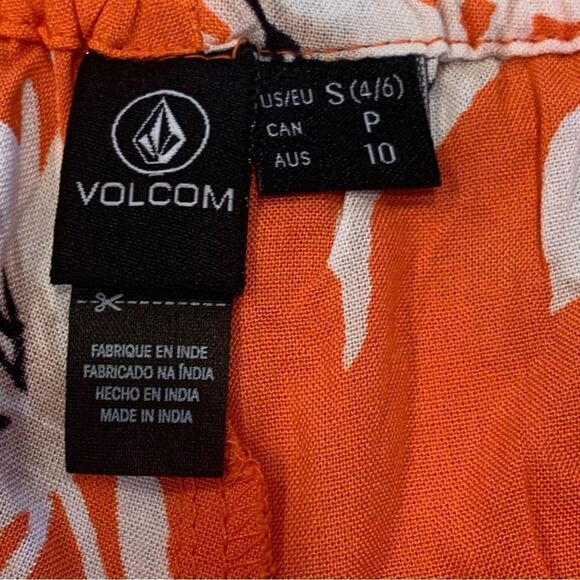 VOLCOM
US/EU S (4/6)
CAN P
AUS 10
FABRIQUE EN INDE
FABRICADO NA ÍNDIA
HECHO EN INDIA
MADE IN INDIA